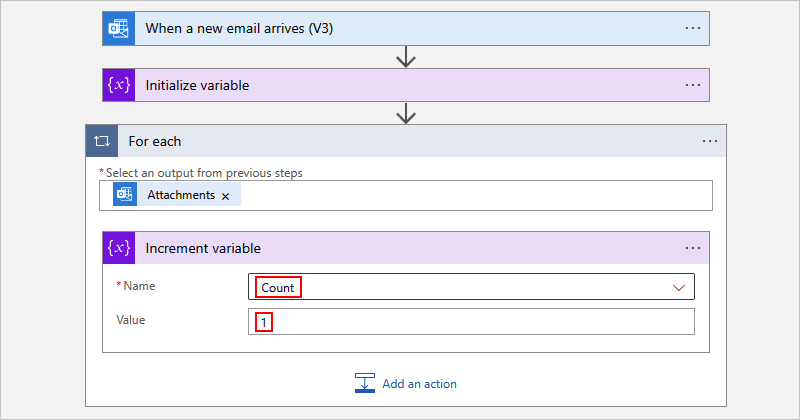 When a new email arrives (V3)
{x} Initialize variable
For each
*Select an output from previous steps
Attachments ×
{x} Increment variable
*Name Count
Value 1
Add an action